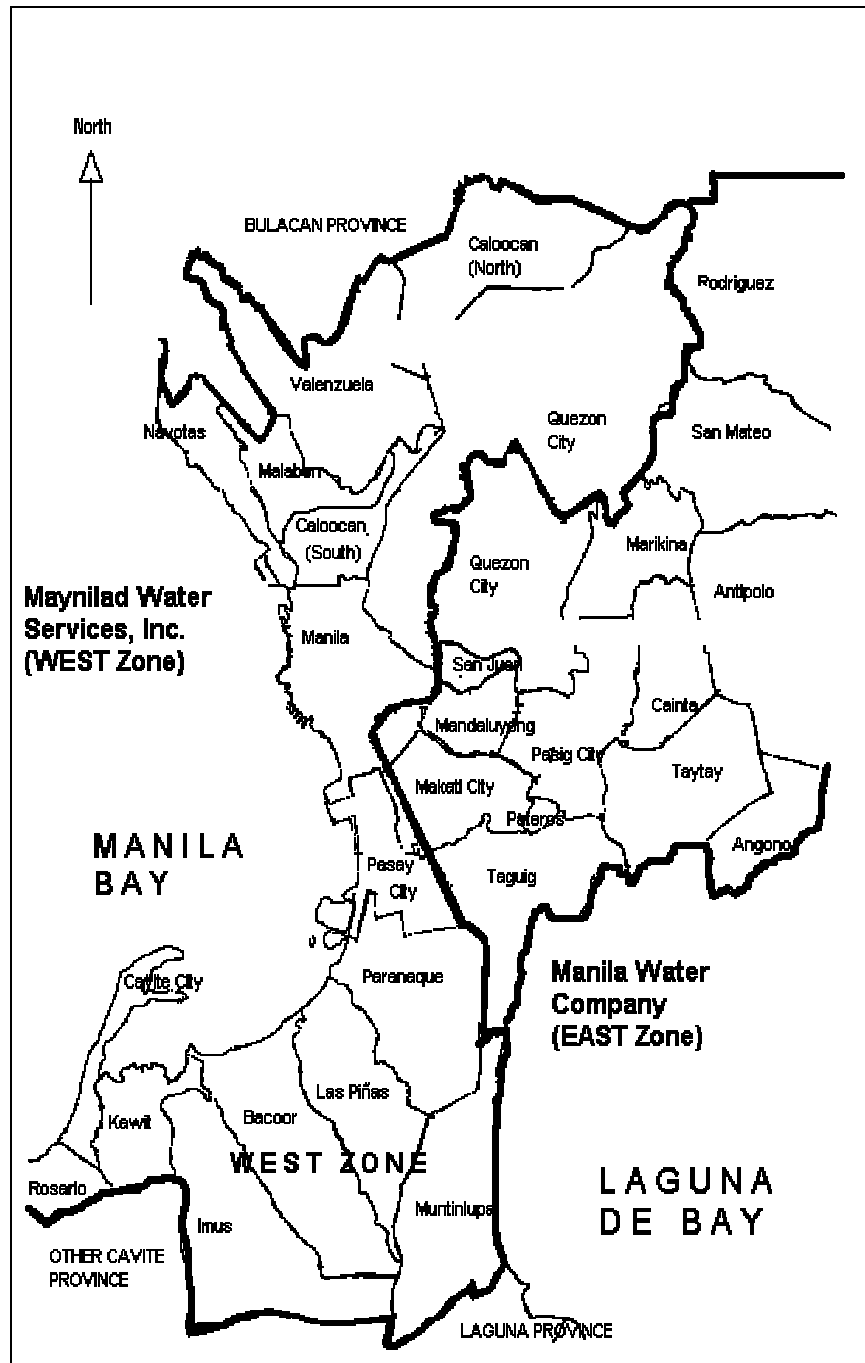 North
BULACAN PROVINCE
Caloocan
(North)
Rodriguez
Valenzuela
Navotas
Quezon
City
San Mateo
Malabon
Caloocan
(South)
Marikina
Quezon
City
Antipolo
Maynilad Water
Services, Inc.
(WEST Zone)
Manila
San Juan
Cainta
Mandaluyong
Pasig City
Taytay
Makati City
Pateros
MANILA
BAY
Angono
Pasay
City
Taguig
Cavite City
Paranaque
Manila Water
Company
(EAST Zone)
Las Piñas
Kawit
Bacoor
WEST ZONE
Rosario
Imus
Muntinlupa
LAGUNA
DE BAY
OTHER CAVITE
PROVINCE
LAGUNA PROVINCE